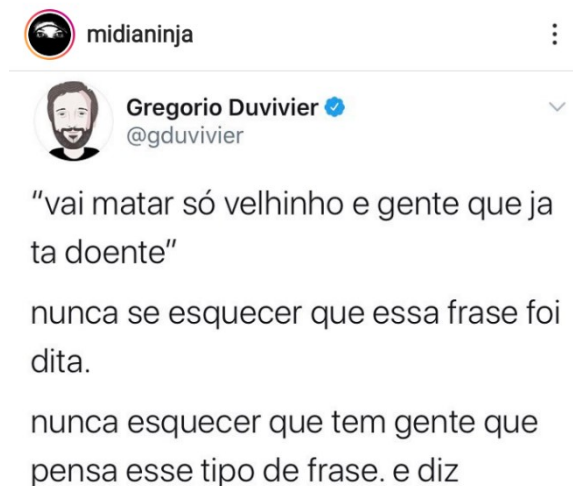 midianinja
Gregorio Duvivier
@gduvivier
“vai matar só velhinho e gente que ja
ta doente”
nunca se esquecer que essa frase foi
dita.
nunca esquecer que tem gente que
pensa esse tipo de frase. e diz